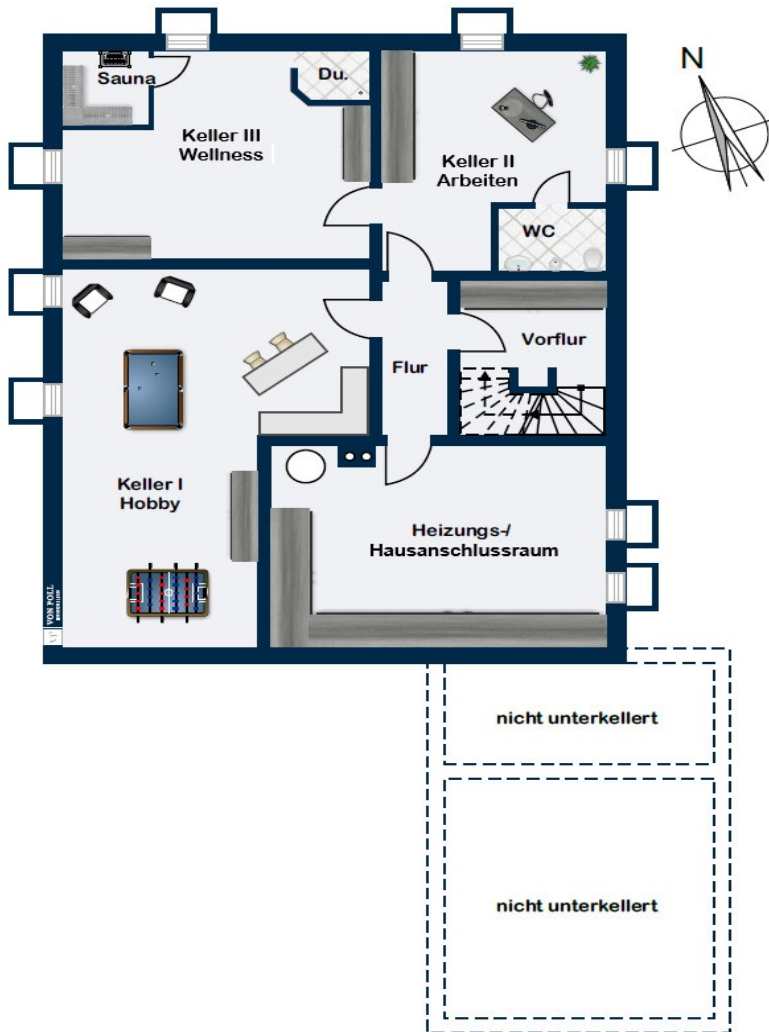 N
Sauna
Du.
Keller III
Wellness
Keller II
Arbeiten
WC
Vorflur
Flur
Keller I
Hobby
Heizungs-/
Hausanschlussraum
VON POLL
IMMOBILIEN
nicht unterkellert
nicht unterkellert